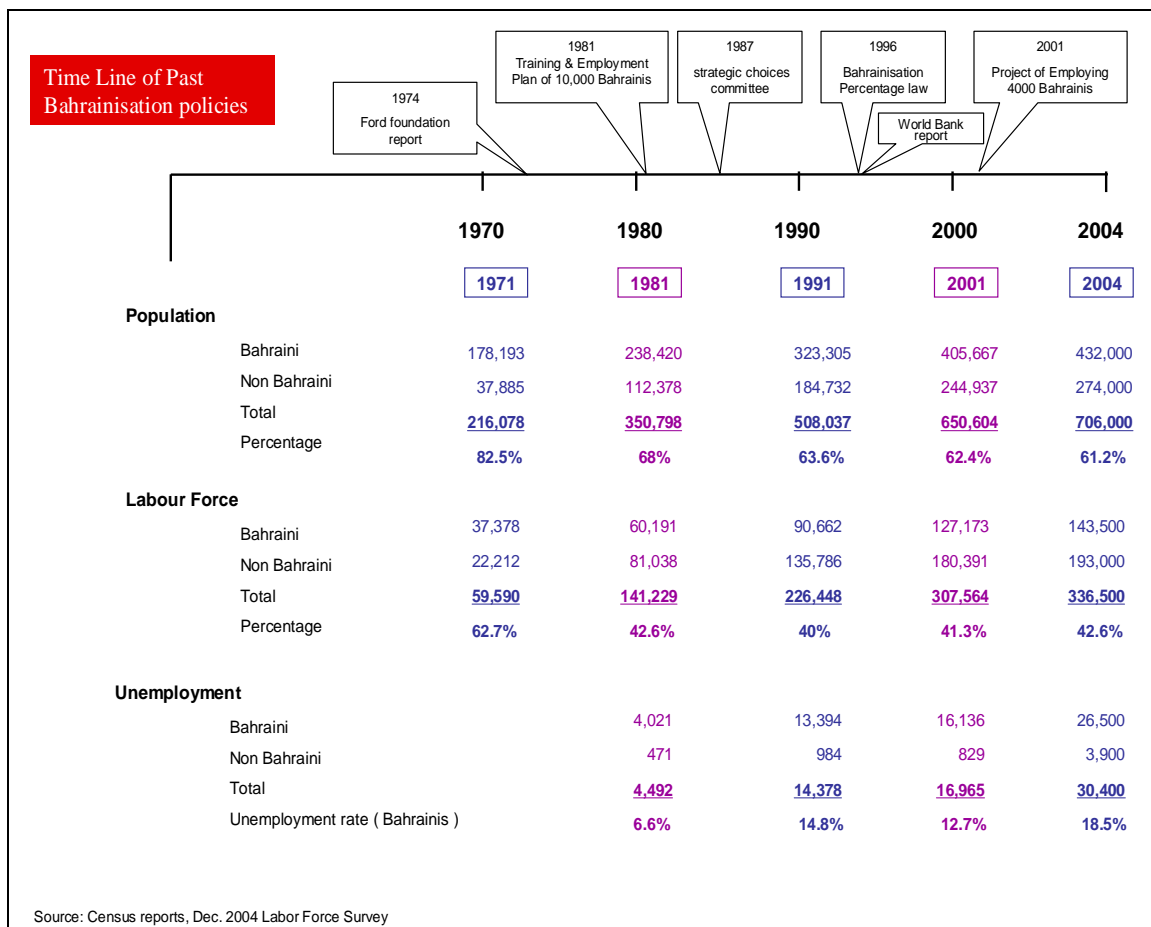 Time Line of Past
Bahrainisation policies
1974
Ford foundation
report
1981
Training & Employment
Plan of 10,000 Bahrainis
1987
strategic choices
committee
1996
Bahrainisation
Percentage law
World Bank
report
2001
Project of Employing
4000 Bahrainis
1970 1980 1990 2000 2004
1971 1981 1991 2001 2004
Population
Bahraini 178,193 238,420 323,305 405,667 432,000
Non Bahraini 37,885 112,378 184,732 244,937 274,000
Total 216,078 350,798 508,037 650,604 706,000
Percentage 82.5% 68% 63.6% 62.4% 61.2%
Labour Force
Bahraini 37,378 60,191 90,662 127,173 143,500
Non Bahraini 22,212 81,038 135,786 180,391 193,000
Total 59,590 141,229 226,448 307,564 336,500
Percentage 62.7% 42.6% 40% 41.3% 42.6%
Unemployment
Bahraini 4,021 13,394 16,136 26,500
Non Bahraini 471 984 829 3,900
Total 4,492 14,378 16,965 30,400
Unemployment rate ( Bahrainis ) 6.6% 14.8% 12.7% 18.5%
Source: Census reports, Dec. 2004 Labor Force Survey